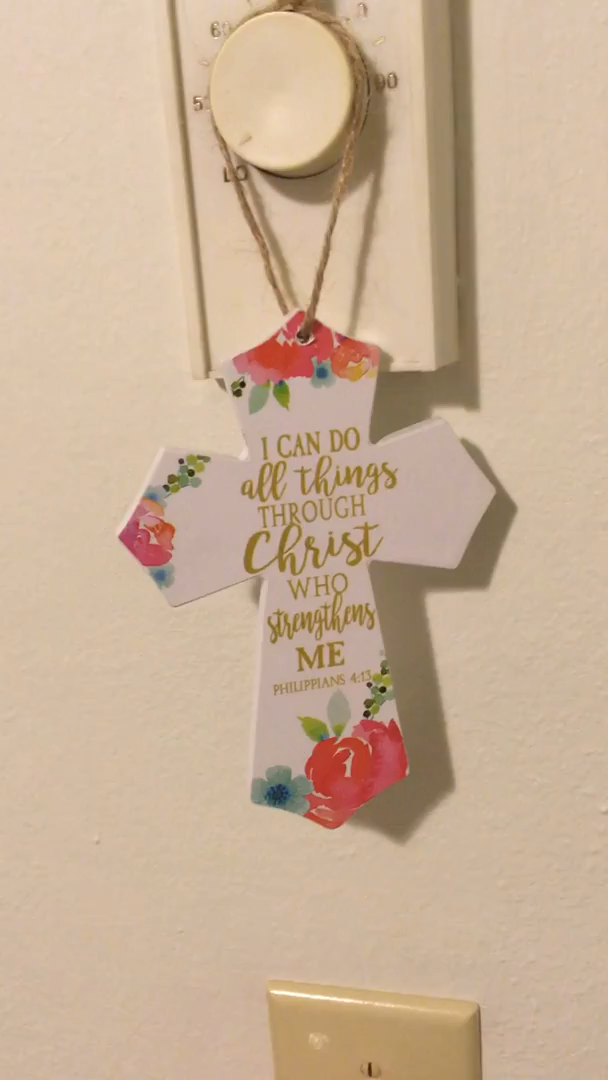 I CAN DO
all things
THROUGH
Christ
WHO
strengthens
ME
PHILIPPIANS 4:13